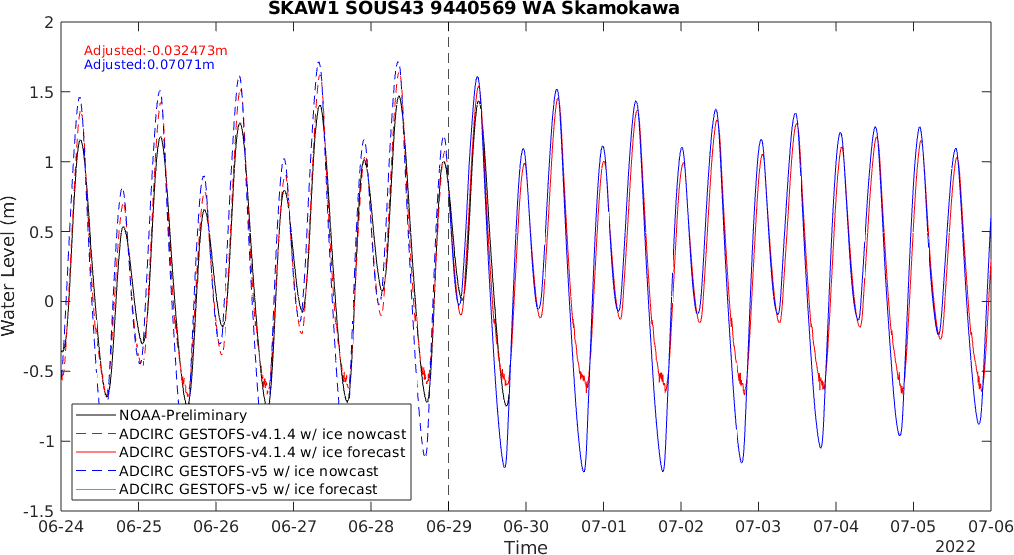 SKAW1 SOUS43 9440569 WA Skamokawa
Adjusted:-0.032473m
Adjusted:0.07071m
2
1.5
1
0.5
0
-0.5
-1
-1.5
Water Level (m)
NOAA-Preliminary
ADCIRC GESTOFS-v4.1.4 w/ ice nowcast
ADCIRC GESTOFS-v4.1.4 w/ ice forecast
ADCIRC GESTOFS-v5 w/ ice nowcast
ADCIRC GESTOFS-v5 w/ ice forecast
06-24 06-25 06-26 06-27 06-28 06-29 06-30 07-01 07-02 07-03 07-04 07-05 07-06
Time
2022